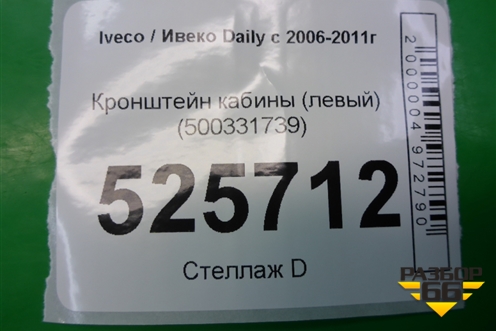 Iveco / Ивеко Daily с 2006-2011г
Кронштейн кабины (левый)
(500331739)
525712
Стеллаж D
2000004972790
РАЗБОР
66